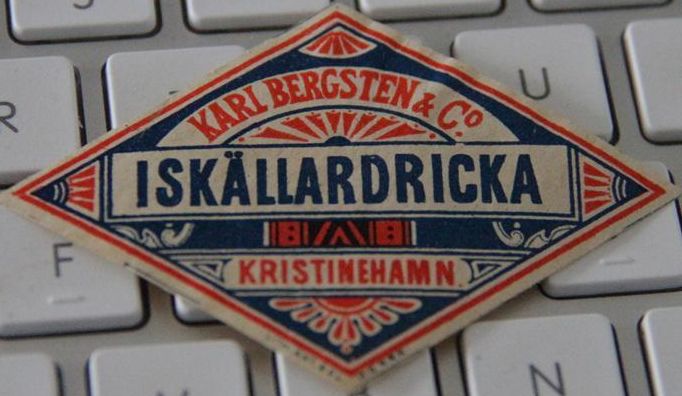 KARL BERGSTEN & Co
ISKÄLLARDRICKA
KRISTINEHAMN.
R
U
F
N